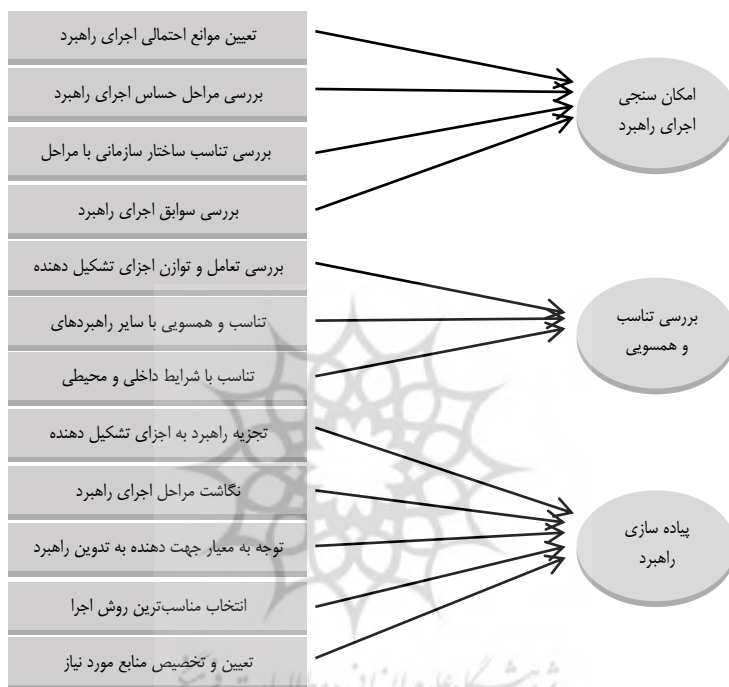 تعیین موانع احتمالی اجرای راهبرد
بررسی مراحل حساس اجرای راهبرد
بررسی تناسب ساختار سازمانی با مراحل
بررسی سوابق اجرای راهبرد
امکان سنجی
اجرای راهبرد
بررسی تعامل و توازن اجزای تشکیل دهنده
تناسب و همسویی با سایر راهبردهای
تناسب با شرایط داخلی و محیطی
بررسی تناسب
و همسویی
تجزیه راهبرد به اجزای تشکیل دهنده
نگاشت مراحل اجرای راهبرد
توجه به معیار جهت دهنده به تدوین راهبرد
انتخاب مناسب‌ترین روش اجرا
تعیین و تخصیص منابع مورد نیاز
پیاده سازی
راهبرد